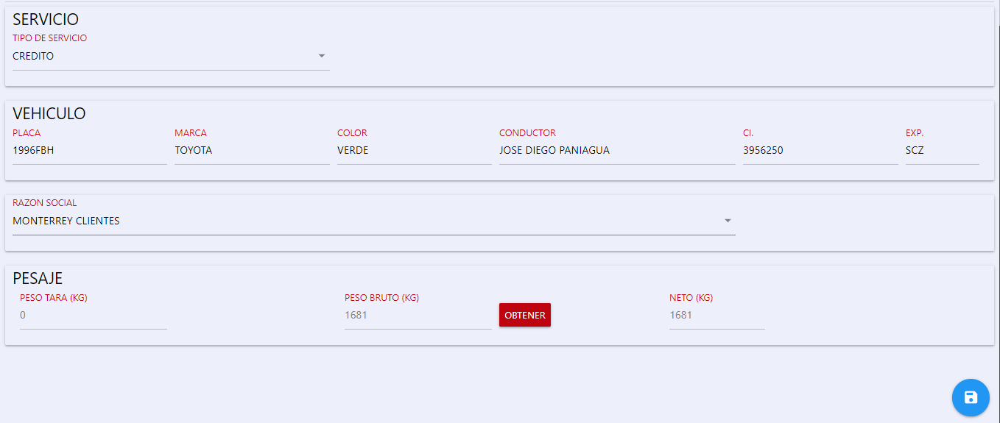 SERVICIO
TIPO DE SERVICIO
CREDITO
VEHICULO
PLACA MARCA COLOR CONDUCTOR CI. EXP.
1996FBH TOYOTA VERDE JOSE DIEGO PANIAGUA 3956250 SCZ
RAZON SOCIAL
MONTERREY CLIENTES
PESAJE
PESO TARA (KG) PESO BRUTO (KG) NETO (KG)
0 1681 OBTENER 1681